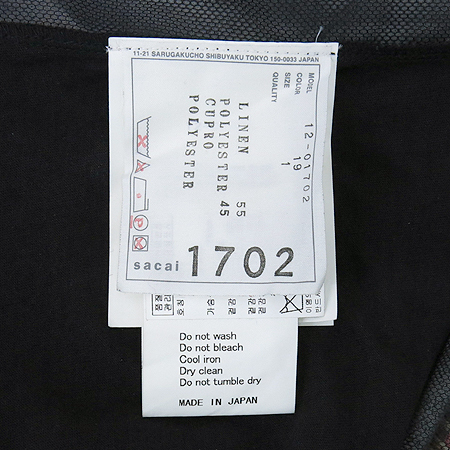 11-21 SARUGAKUCHO SHIBUYAKU TOKYO 150-0033 JAPAN
MODEL 12-01702
COLOR 19
SIZE 1
QUALITY
LINEN 55
POLYESTER 45
CUPRO
POLYESTER
sacai 1702
Do not wash
Do not bleach
Cool iron
Dry clean
Do not tumble dry
MADE IN JAPAN